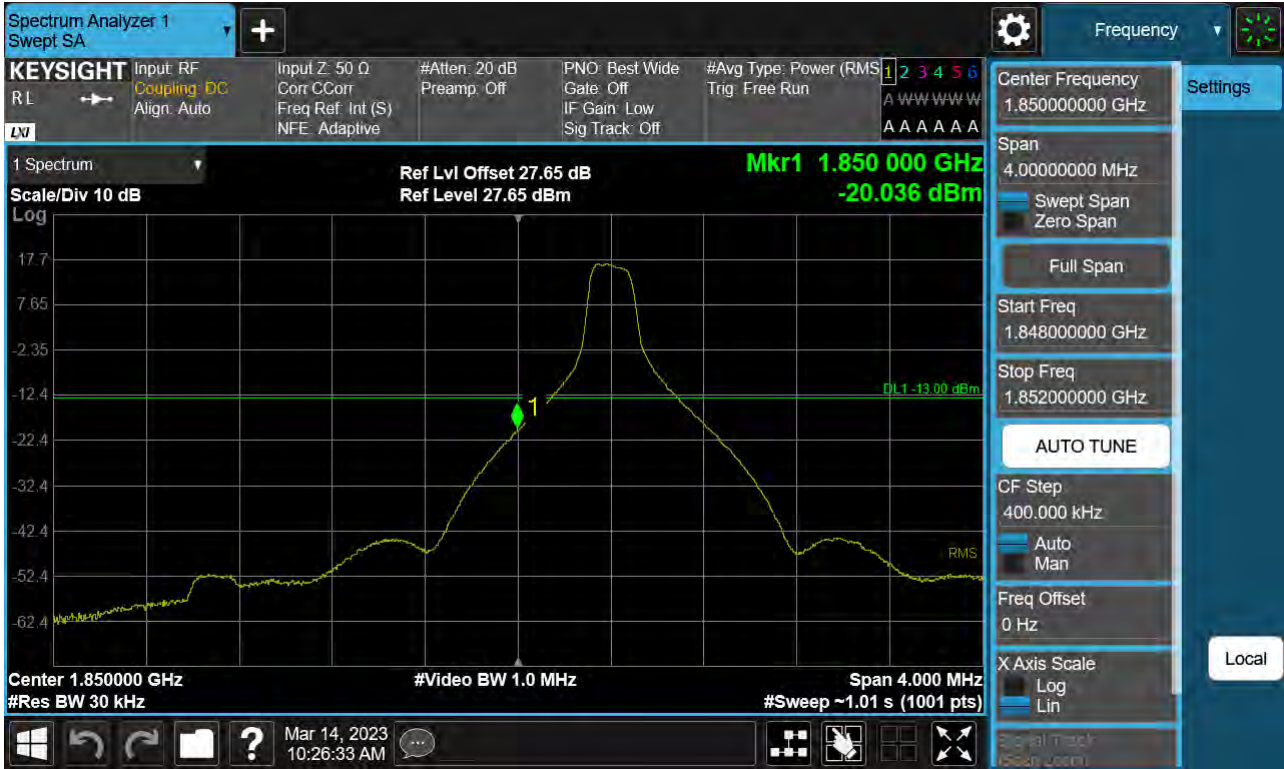 Spectrum Analyzer 1
Swept SA
+
Frequency
KEYSIGHT
R L
LXI
Input: RF
Coupling: DC
Align: Auto
Input Z: 50 Ω
Corr CCorr
Freq Ref: Int (S)
NFE: Adaptive
#Atten: 20 dB
Preamp: Off
PNO: Best Wide
Gate: Off
IF Gain: Low
Sig Track: Off
#Avg Type: Power (RMS
Trig: Free Run
1 2 3 4 5 6
A W W W W W
A A A A A A
1 Spectrum
Scale/Div 10 dB
Log
Ref Lvl Offset 27.65 dB
Ref Level 27.65 dBm
Mkr1 1.850 000 GHz
-20.036 dBm
17.7
7.65
-2.35
-12.4
-22.4
-32.4
-42.4
-52.4
-62.4
1
DL1 -13.00 dBm
RMS
Center 1.850000 GHz
#Res BW 30 kHz
#Video BW 1.0 MHz
Span 4.000 MHz
#Sweep ~1.01 s (1001 pts)
Center Frequency
1.850000000 GHz
Span
4.00000000 MHz
Swept Span
Zero Span
Full Span
Start Freq
1.848000000 GHz
Stop Freq
1.852000000 GHz
AUTO TUNE
CF Step
400.000 kHz
Auto
Man
Freq Offset
0 Hz
X Axis Scale
Log
Lin
Signal Track
(Span Zoom)
Settings
Local
?
Mar 14, 2023
10:26:33 AM